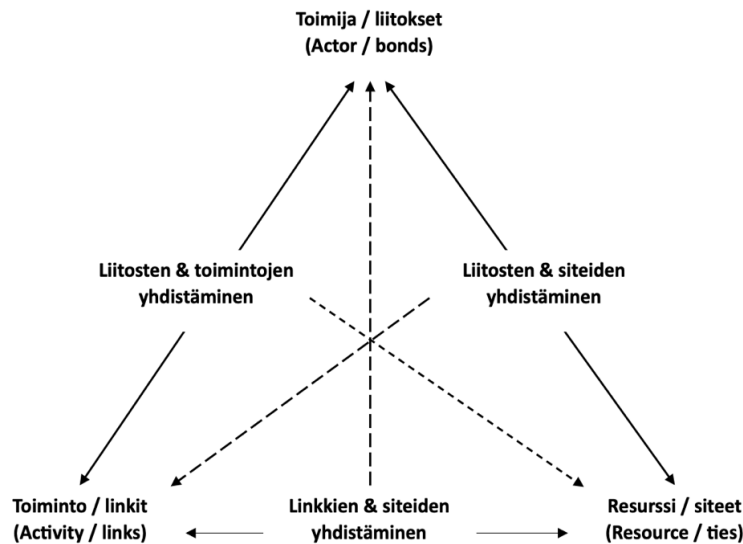 Toimija / liitokset
(Actor / bonds)
Liitosten & toimintojen
yhdistäminen
Liitosten & siteiden
yhdistäminen
Toiminto / linkit
(Activity / links)
Linkkien & siteiden
yhdistäminen
Resurssi / siteet
(Resource / ties)